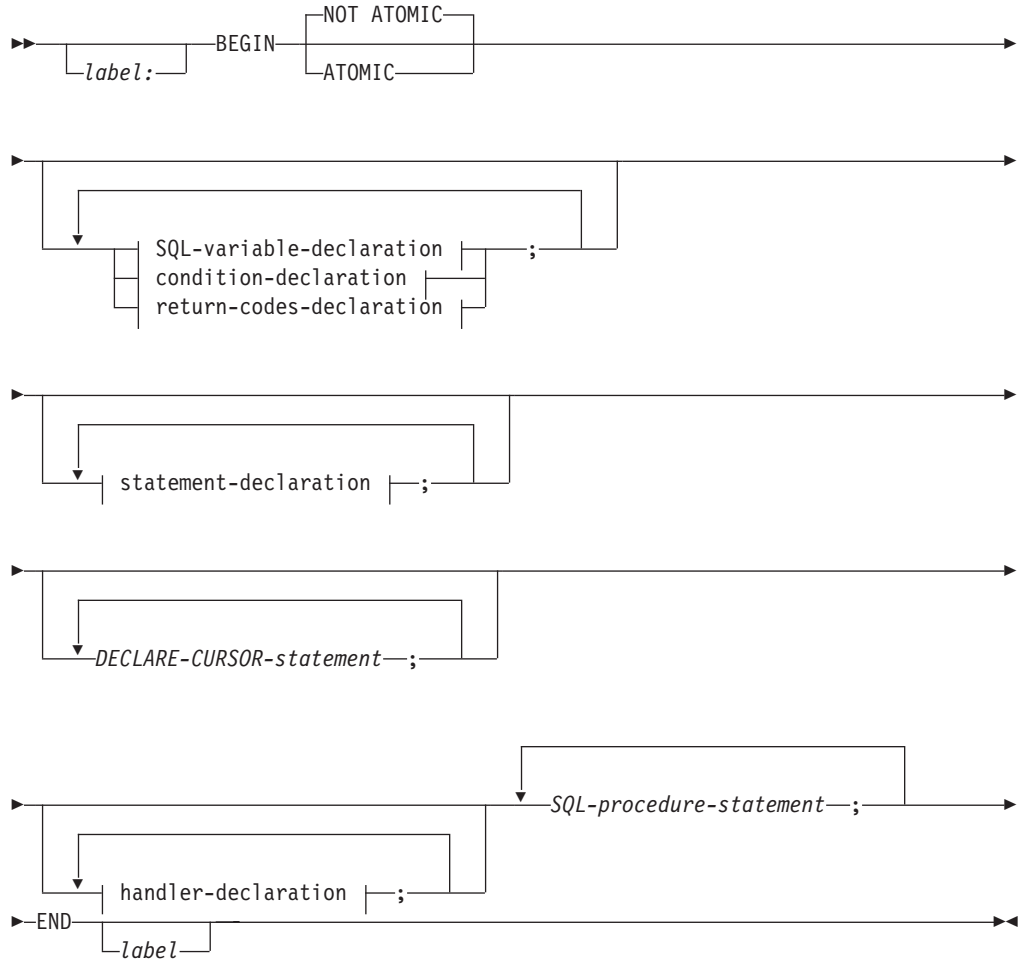 NOT ATOMIC
BEGIN
label:
ATOMIC
SQL-variable-declaration ;
condition-declaration
return-codes-declaration
statement-declaration ;
DECLARE-CURSOR-statement ;
SQL-procedure-statement ;
handler-declaration ;
END
label